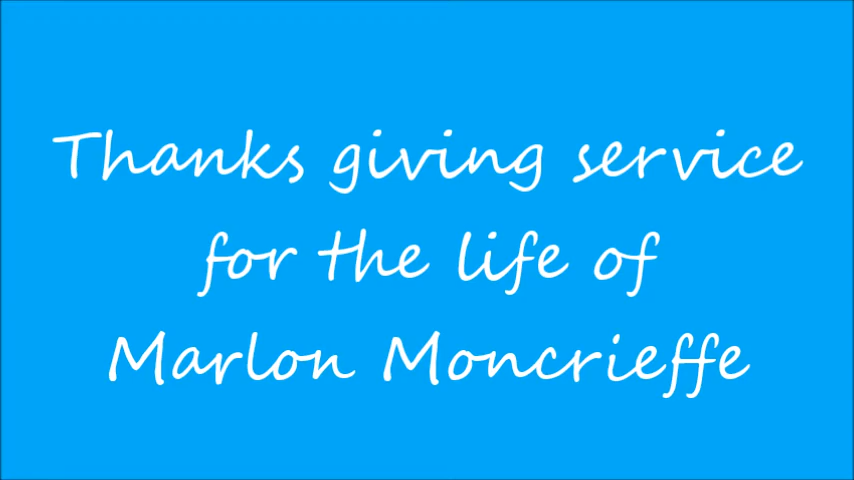 Thanks giving service
for the life of
Marlon Moncrieffe